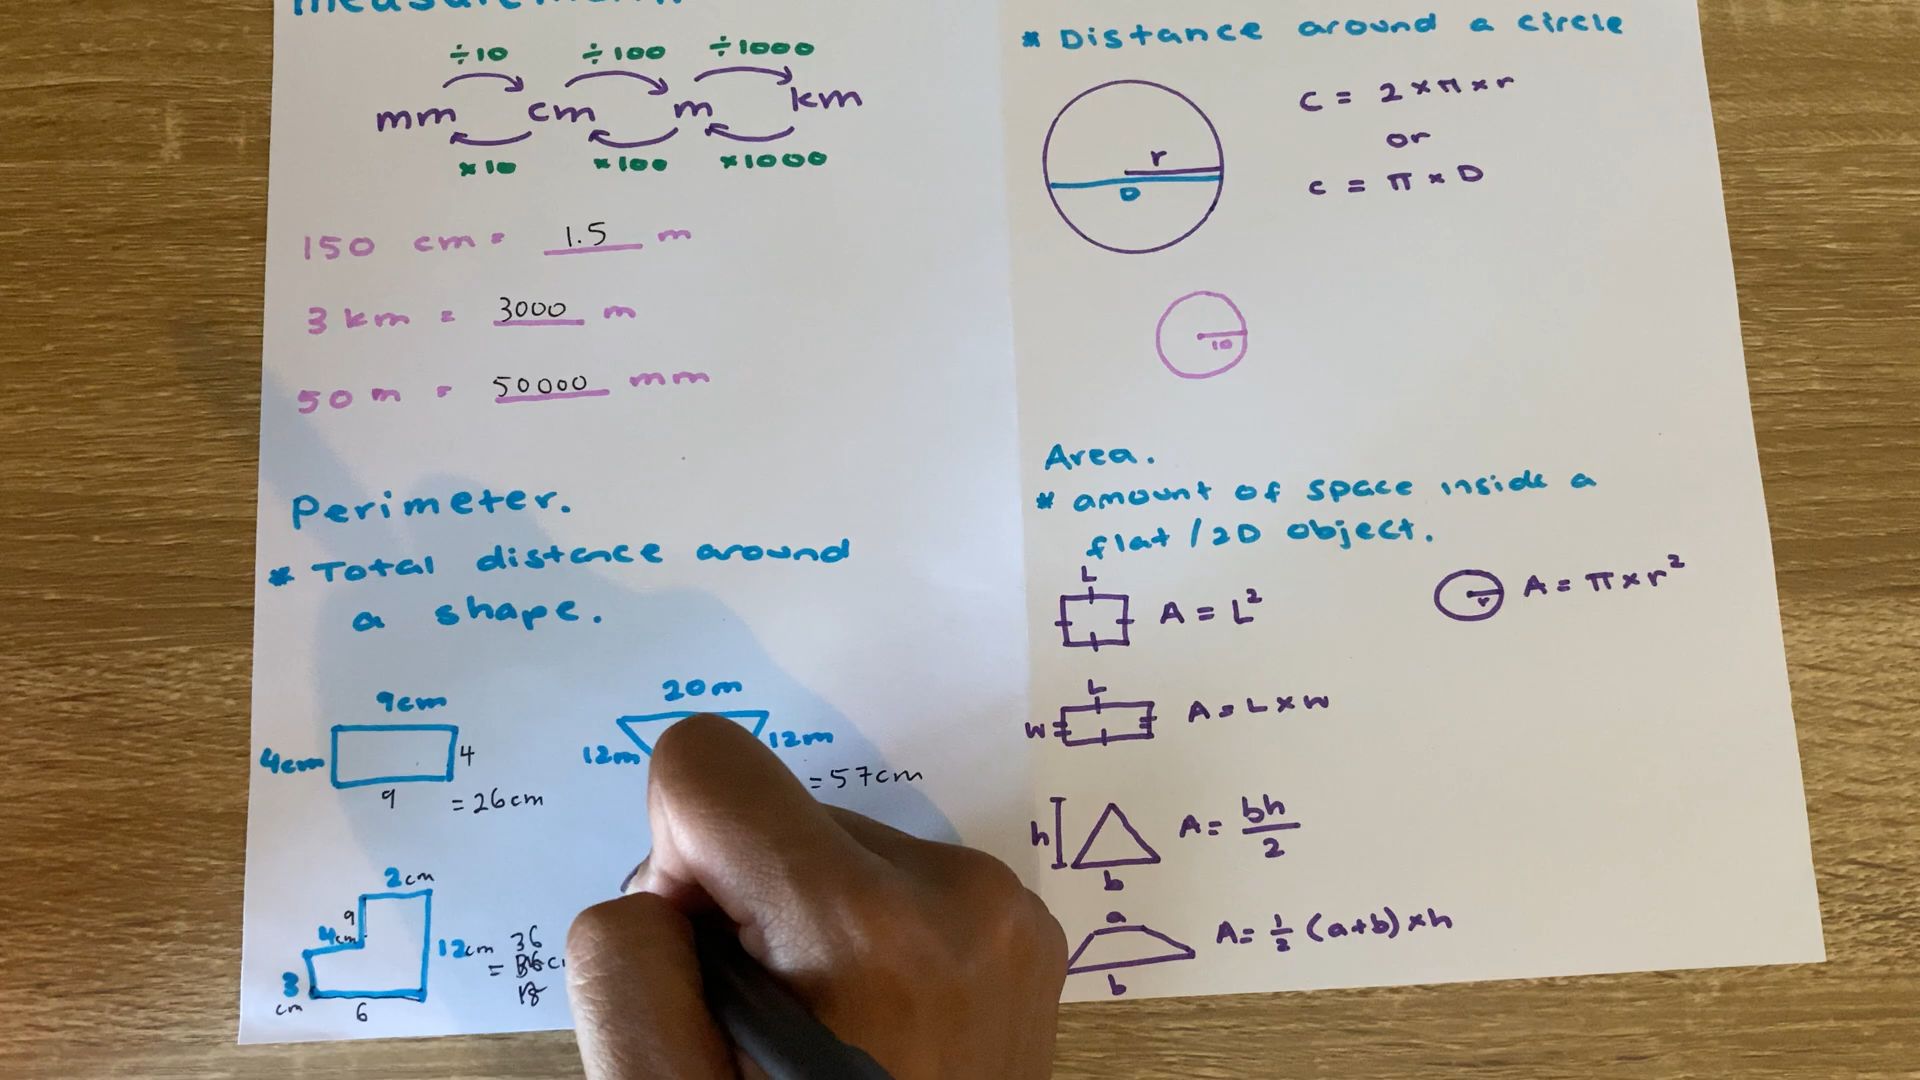 measurement.
÷10 ÷100 ÷1000
mm cm m km
×10 ×100 ×1000
150 cm = 1.5 m
3 km = 3000 m
50 m = 50000 mm
Perimeter.
* Total distance around
a shape.
9cm
4cm 4
9 = 26cm
20m
12m 12m
= 57cm
2cm
9
4cm
12cm 36
3 =
cm 6 18
* Distance around a circle
r
D
C = 2 × π × r
or
C = π × D
10
Area.
* amount of space inside a
flat / 2D object.
L
A = L²
r A = π × r²
L
W A = L × W
h A = bh
2
b
a
A = 1/2 (a+b) × h
b